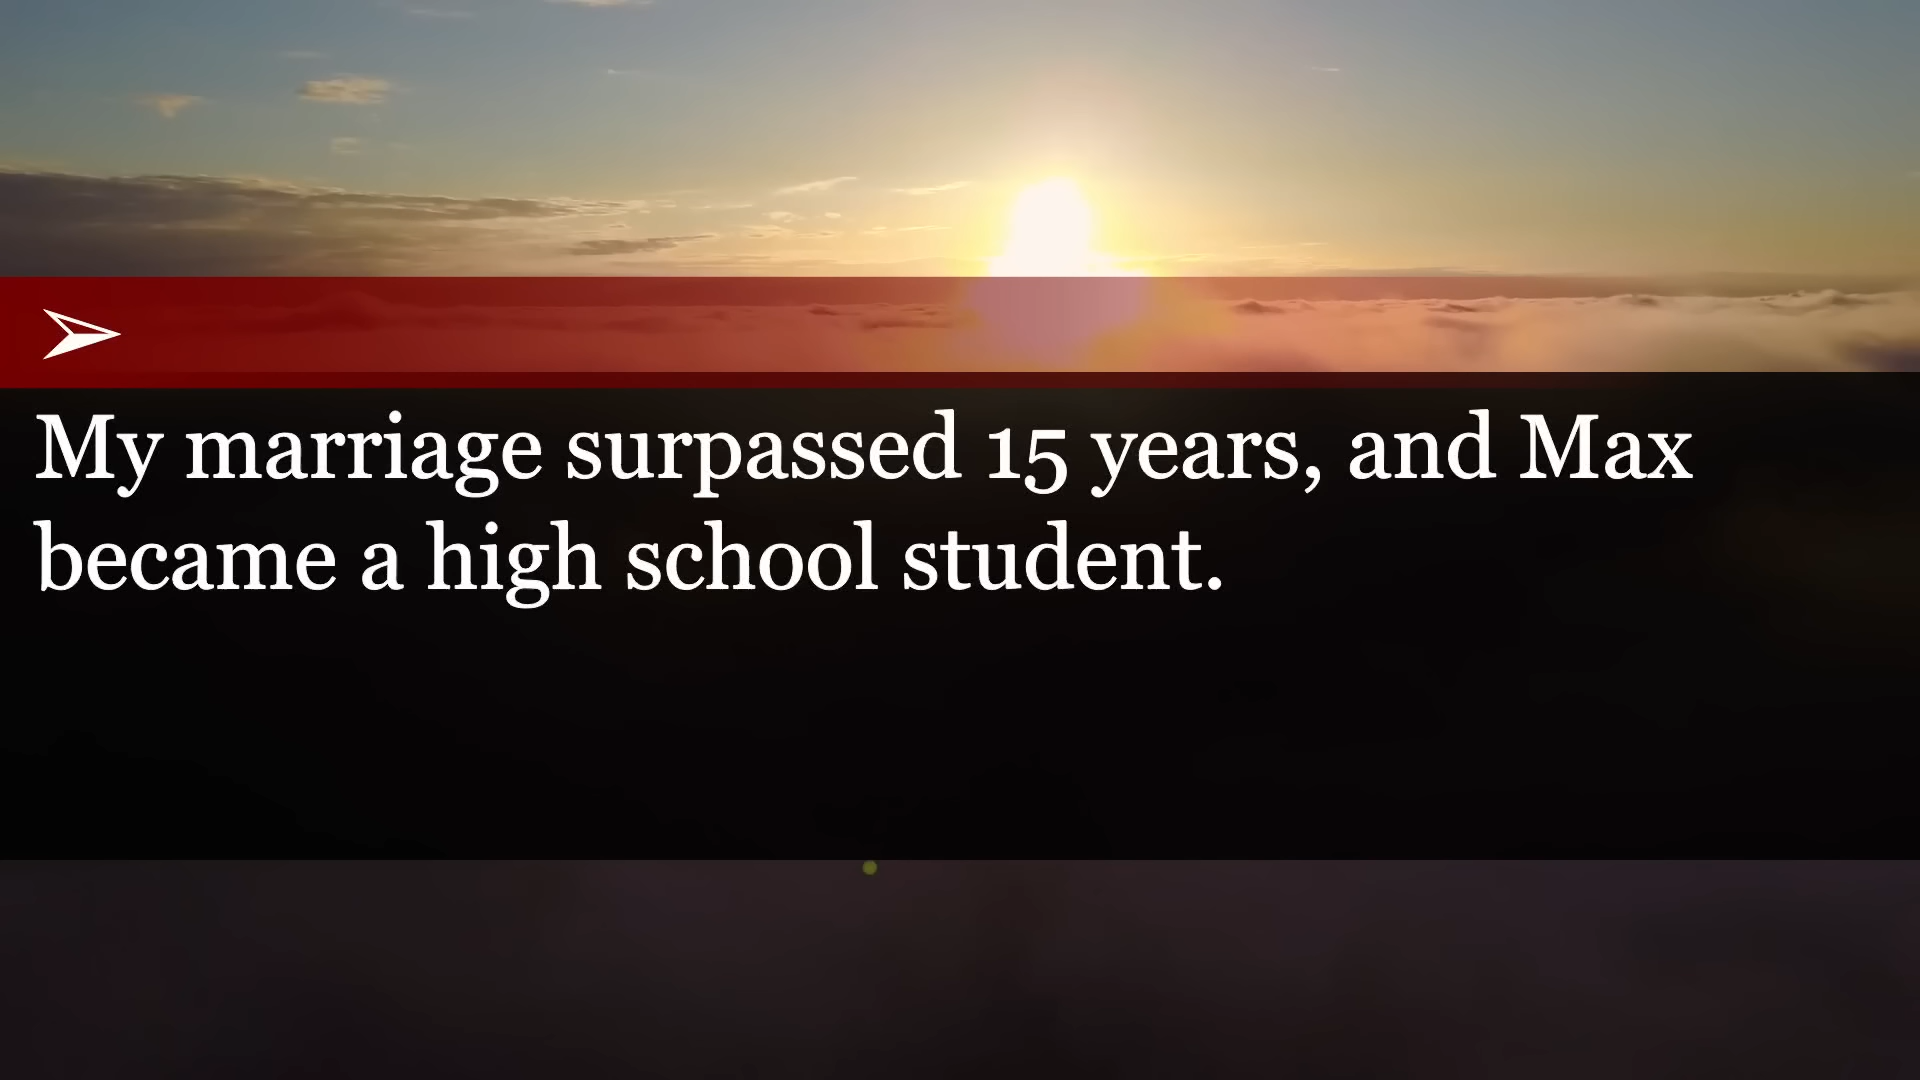 My marriage surpassed 15 years, and Max
became a high school student.